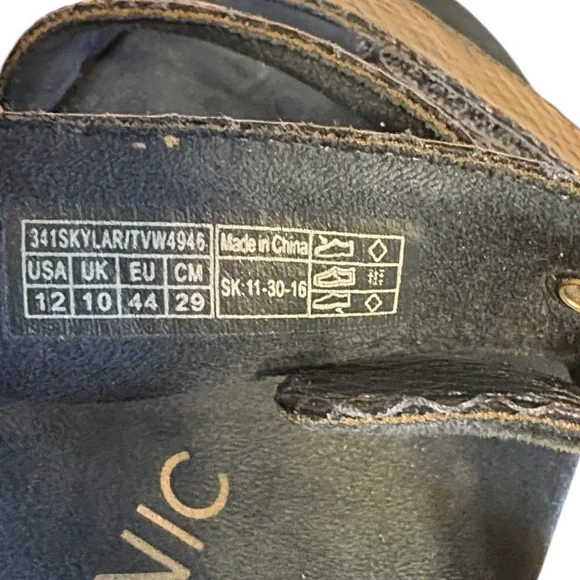 341SKYLAR/TVW4946
USA UK EU CM
12 10 44 29
Made in China
SK:11-30-16
NIC